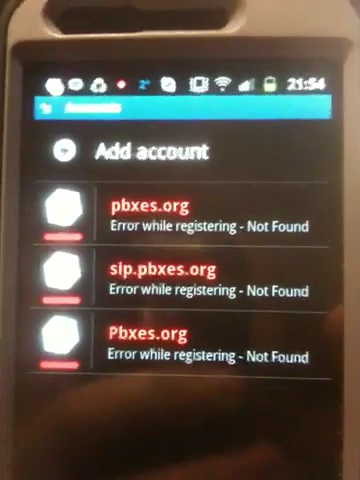 21:54
Accounts
Add account
pbxes.org
Error while registering - Not Found
sip.pbxes.org
Error while registering - Not Found
Pbxes.org
Error while registering - Not Found